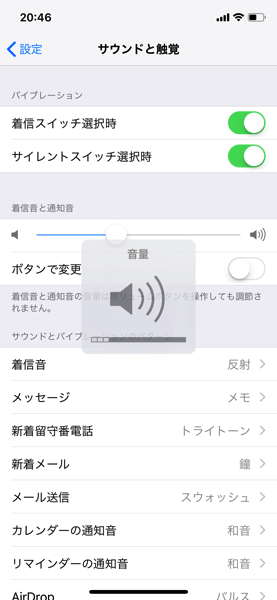 20:46
設定
サウンドと触覚
バイブレーション
着信スイッチ選択時
サイレントスイッチ選択時
着信音と通知音
ボタンで変更
音量
着信音と通知音の音量はボリュームボタンを操作しても調節されません。
サウンドとバイブレーションのパターン
着信音 反射
メッセージ メモ
新着留守番電話 トライトーン
新着メール 鐘
メール送信 スウォッシュ
カレンダーの通知音 和音
リマインダーの通知音 和音
AirDrop パルス